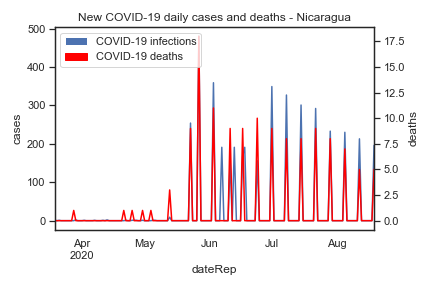 New COVID-19 daily cases and deaths - Nicaragua
COVID-19 infections
COVID-19 deaths
500
400
300
200
100
0
cases
17.5
15.0
12.5
10.0
7.5
5.0
2.5
0.0
deaths
Apr
2020
May
Jun
Jul
Aug
dateRep